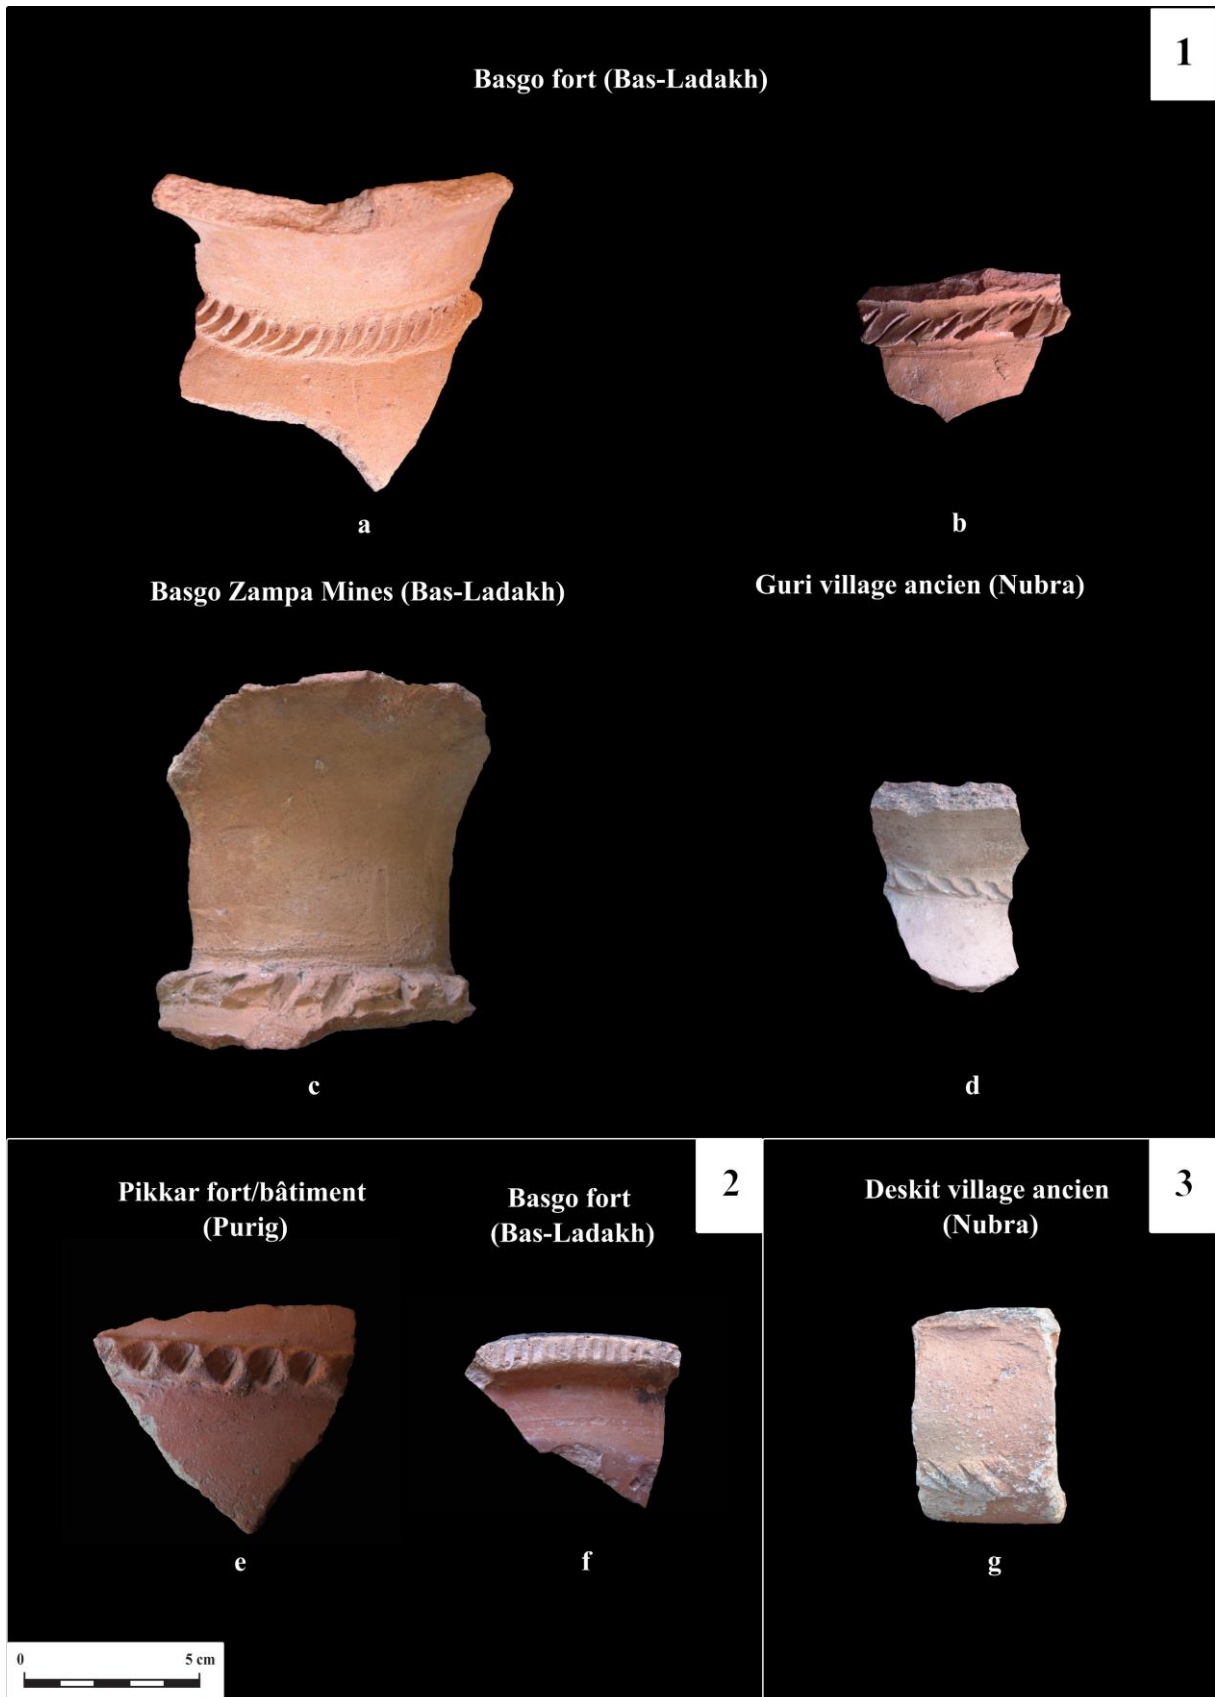 1
Basgo fort (Bas-Ladakh)
a
b
Basgo Zampa Mines (Bas-Ladakh)
Guri village ancien (Nubra)
c
d
2
Pikkar fort/bâtiment
(Purig)
Basgo fort
(Bas-Ladakh)
e
f
3
Deskit village ancien
(Nubra)
g
0 5 cm